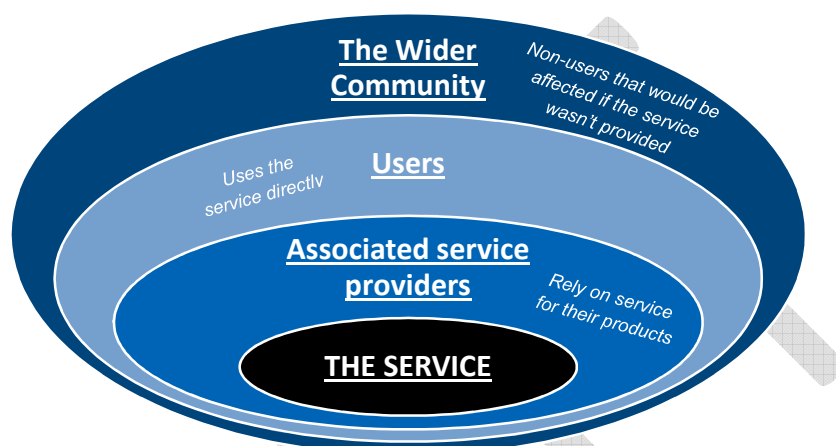 The Wider
Community
Non-users that would be
affected if the service
wasn't provided
Users
Uses the
service directly
Associated service
providers
Rely on service
for their products
THE SERVICE